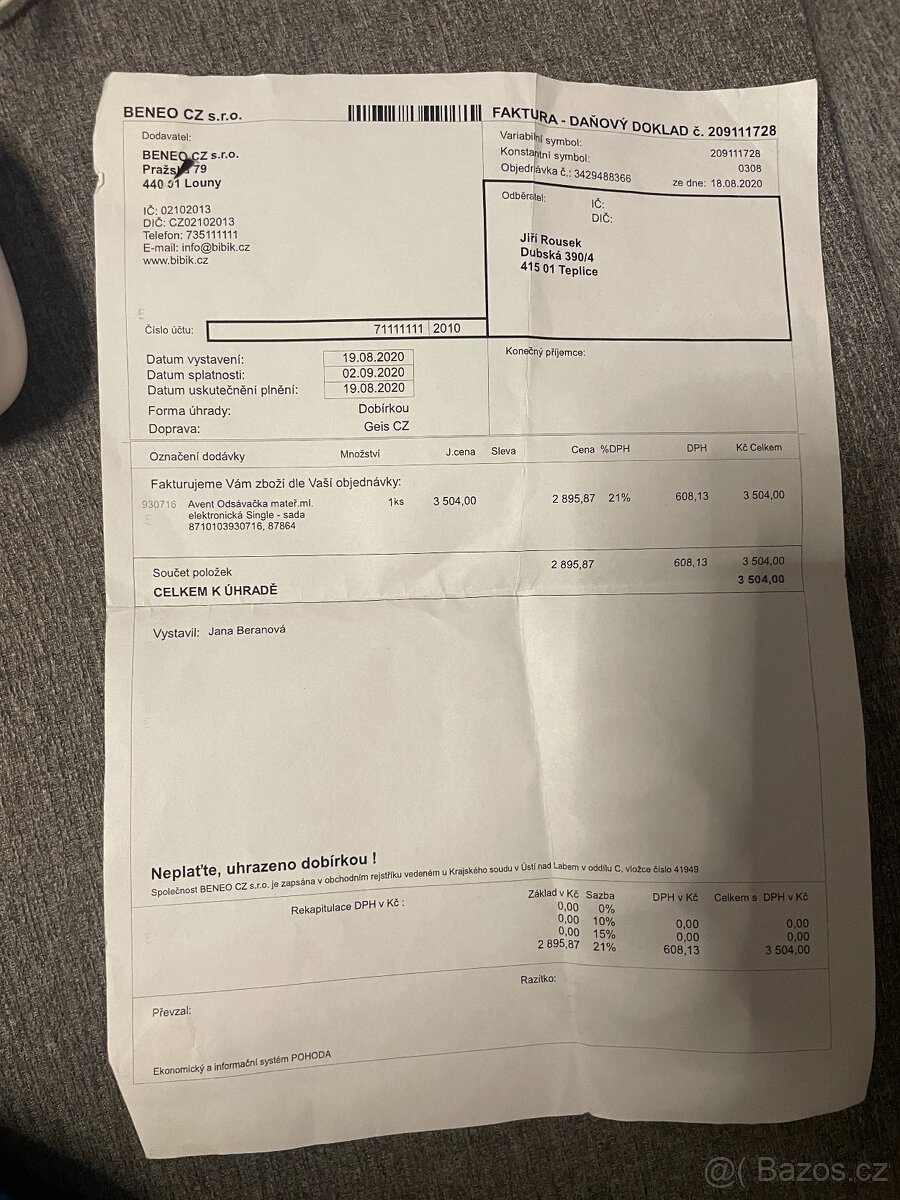 BENEO CZ s.r.o.
FAKTURA - DAŇOVÝ DOKLAD č. 209111728
Dodavatel:
BENEO CZ s.r.o.
Pražská 79
440 01 Louny
IČ: 02102013
DIČ: CZ02102013
Telefon: 735111111
E-mail: info@bibik.cz
www.bibik.cz
Variabilní symbol: 209111728
Konstantní symbol: 0308
Objednávka č.: 3429488366 ze dne: 18.08.2020
Odběratel: IČ:
DIČ:
Jiří Rousek
Dubská 390/4
415 01 Teplice
Číslo účtu: 71111111 2010
Datum vystavení: 19.08.2020
Datum splatnosti: 02.09.2020
Datum uskutečnění plnění: 19.08.2020
Forma úhrady: Dobírkou
Doprava: Geis CZ
Konečný příjemce:
Označení dodávky Množství J.cena Sleva Cena %DPH DPH Kč Celkem
Fakturujeme Vám zboží dle Vaší objednávky:
930716 Avent Odsávačka mateř.ml. 1ks 3 504,00 2 895,87 21% 608,13 3 504,00
elektronická Single - sada
8710103930716, 87864
Součet položek 2 895,87 608,13 3 504,00
CELKEM K ÚHRADĚ 3 504,00
Vystavil: Jana Beranová
Neplaťte, uhrazeno dobírkou !
Společnost BENEO CZ s.r.o. je zapsána v obchodním rejstříku vedeném u Krajského soudu v Ústí nad Labem v oddílu C, vložce číslo 41949
Rekapitulace DPH v Kč : Základ v Kč Sazba DPH v Kč Celkem s DPH v Kč
0,00 0%
0,00 10% 0,00 0,00
0,00 15% 0,00 0,00
2 895,87 21% 608,13 3 504,00
Převzal: Razítko:
Ekonomický a informační systém POHODA
@( Bazos.cz